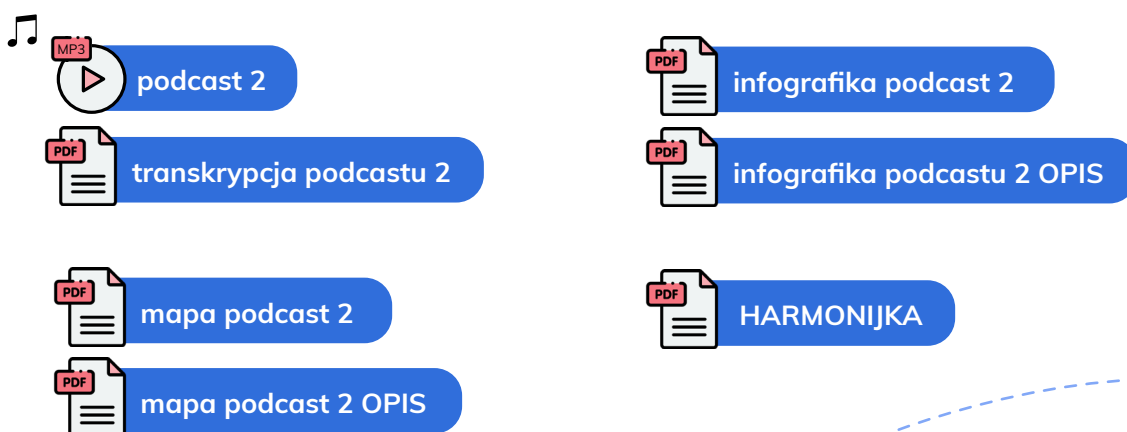 MP3
podcast 2
PDF
transkrypcja podcastu 2
PDF
mapa podcast 2
PDF
mapa podcast 2 OPIS
PDF
infografika podcast 2
PDF
infografika podcastu 2 OPIS
PDF
HARMONIJKA